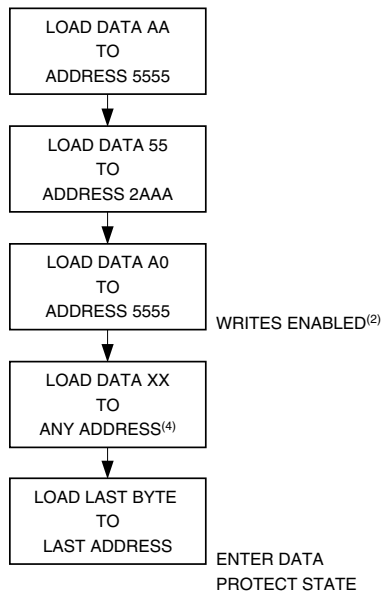 LOAD DATA AA
TO
ADDRESS 5555
LOAD DATA 55
TO
ADDRESS 2AAA
LOAD DATA A0
TO
ADDRESS 5555
WRITES ENABLED(2)
LOAD DATA XX
TO
ANY ADDRESS(4)
LOAD LAST BYTE
TO
LAST ADDRESS
ENTER DATA
PROTECT STATE